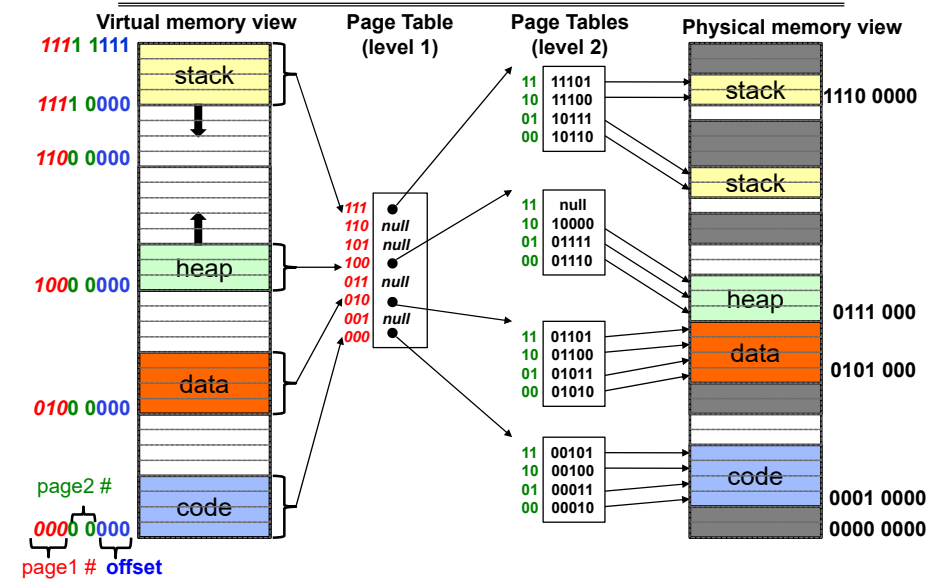 Virtual memory view
Page Table
(level 1)
Page Tables
(level 2)
Physical memory view
1111 1111
stack
1111 0000
1100 0000
heap
1000 0000
data
0100 0000
page2 #
code
0000 0000
page1 # offset
111
110 null
101 null
100
011 null
010
001 null
000
11 11101
10 11100
01 10111
00 10110
11 null
10 10000
01 01111
00 01110
11 01101
10 01100
01 01011
00 01010
11 00101
10 00100
01 00011
00 00010
stack
1110 0000
stack
heap
0111 000
data
0101 000
code
0001 0000
0000 0000